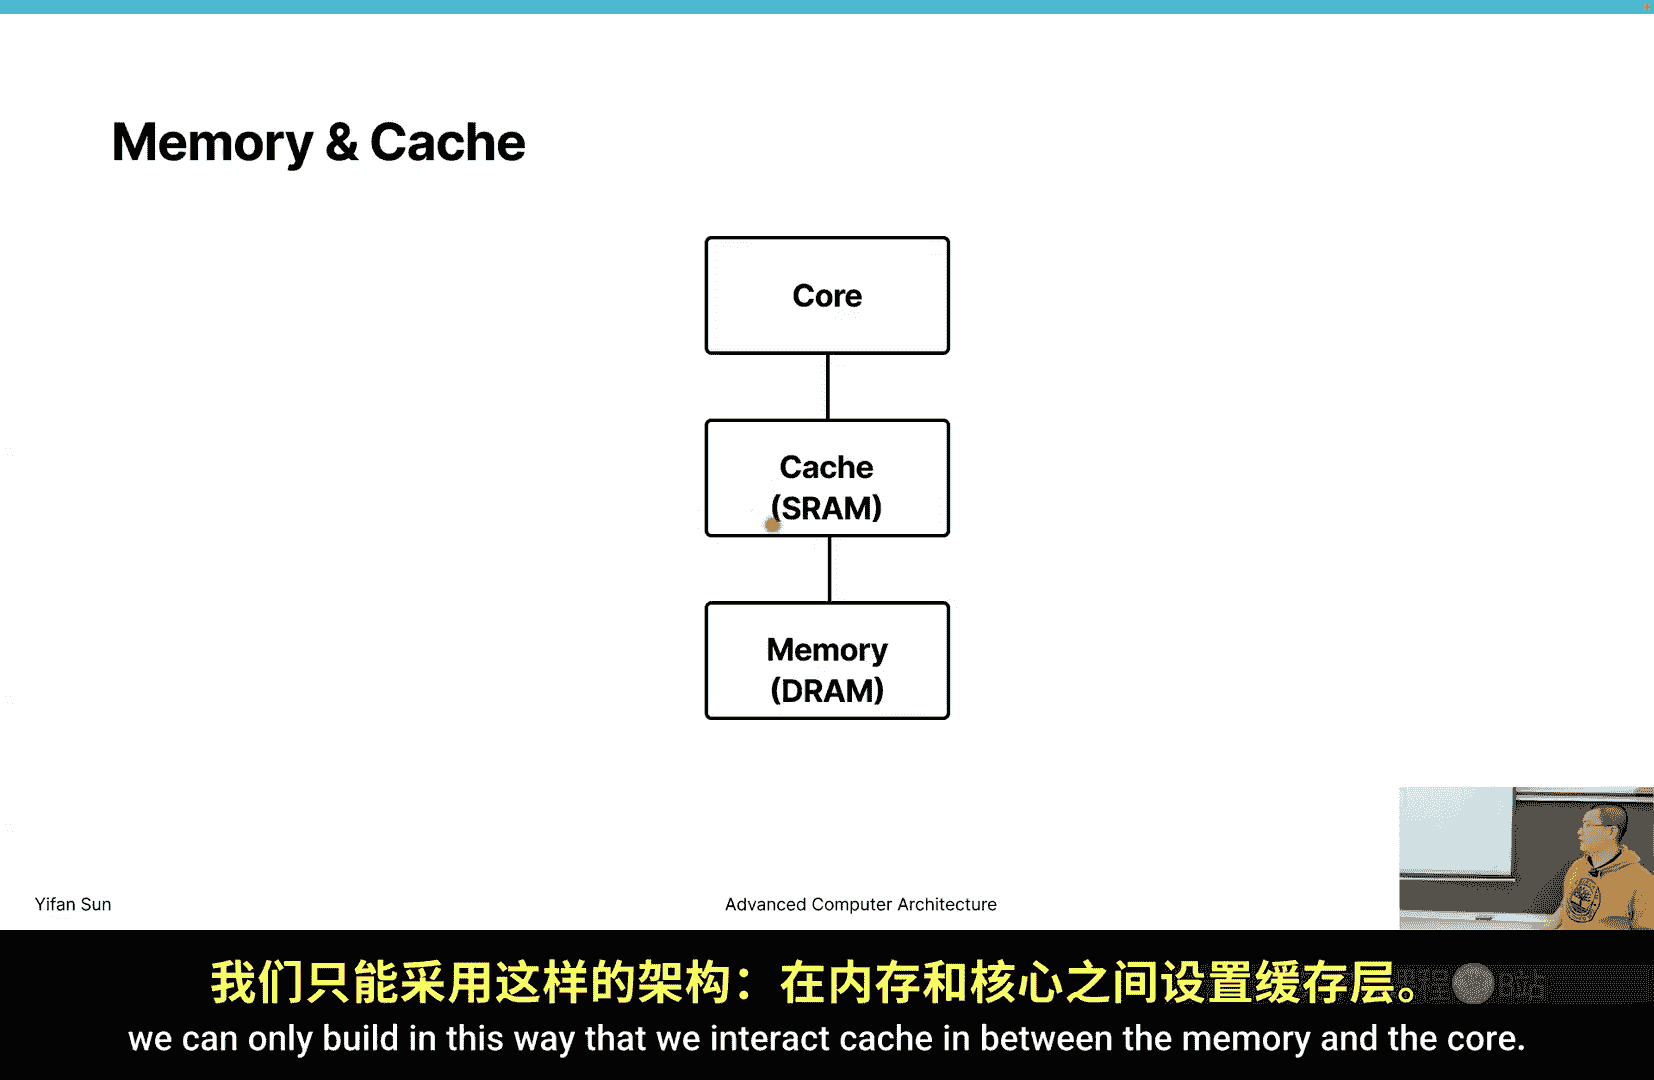 Memory & Cache
Core
Cache
(SRAM)
Memory
(DRAM)
Yifan Sun
Advanced Computer Architecture
我们只能采用这样的架构：在内存和核心之间设置缓存层。
we can only build in this way that we interact cache in between the memory and the core.